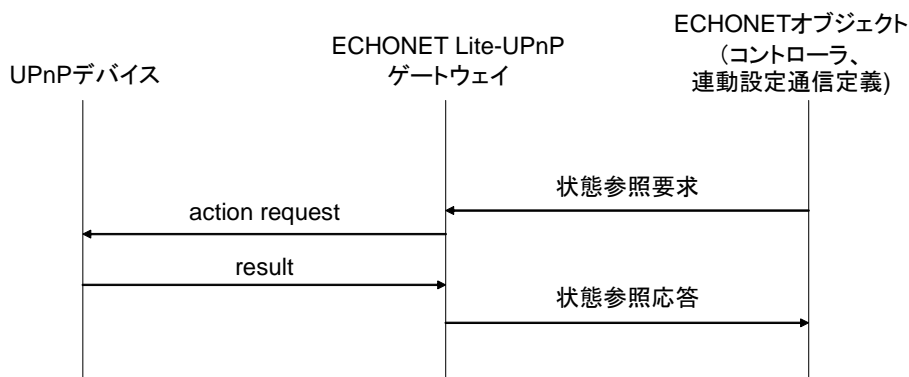 UPnPデバイス
ECHONET Lite-UPnP
ゲートウェイ
ECHONETオブジェクト
(コントローラ、
連動設定通信定義)
状態参照要求
action request
result
状態参照応答